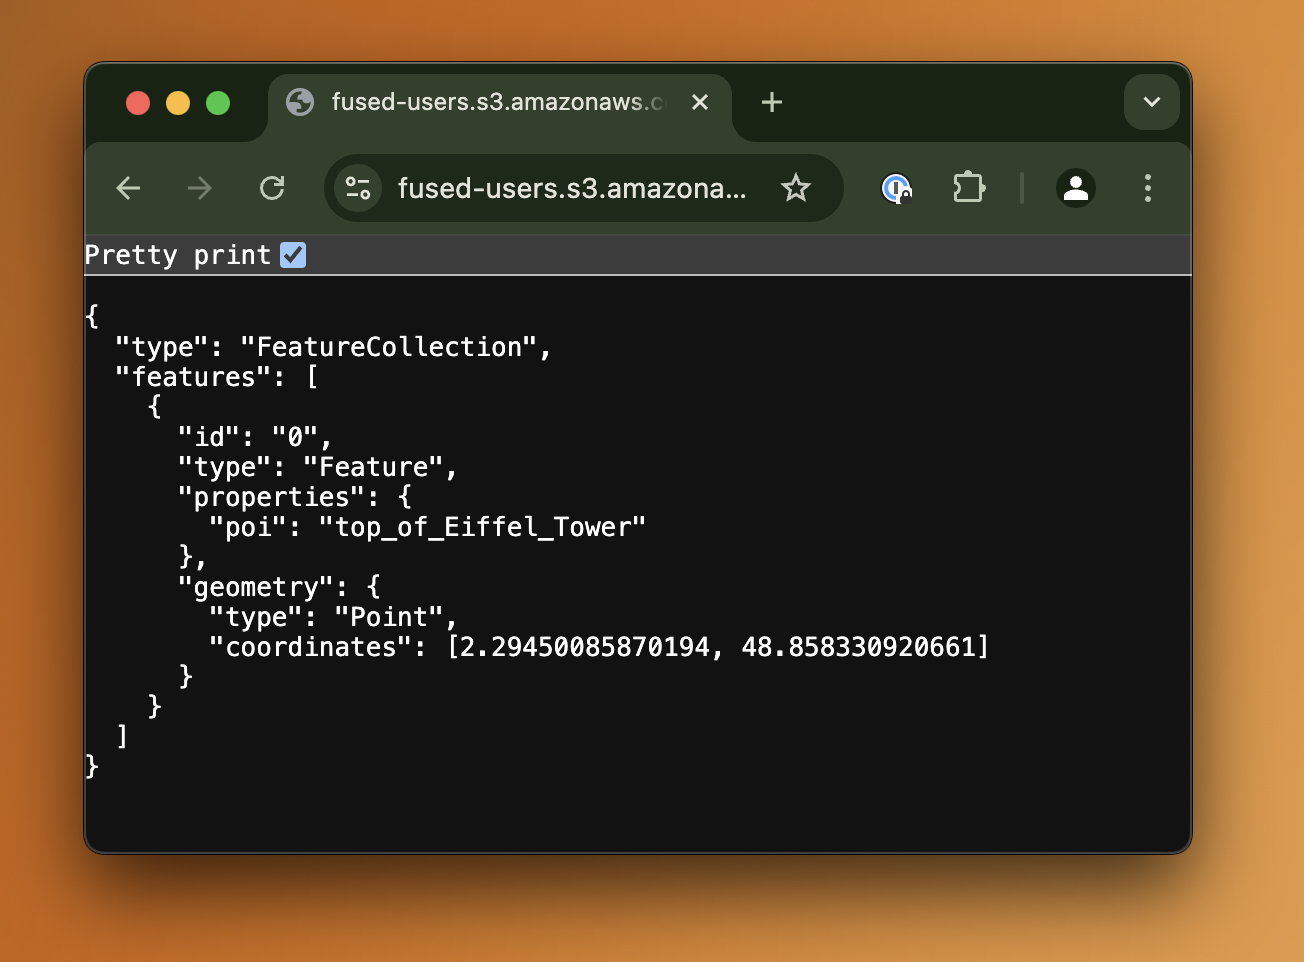 fused-users.s3.amazonaws.c
fused-users.s3.amazona...
Pretty print
{
  "type": "FeatureCollection",
  "features": [
    {
      "id": "0",
      "type": "Feature",
      "properties": {
        "poi": "top_of_Eiffel_Tower"
      },
      "geometry": {
        "type": "Point",
        "coordinates": [2.29450085870194, 48.858330920661]
      }
    }
  ]
}